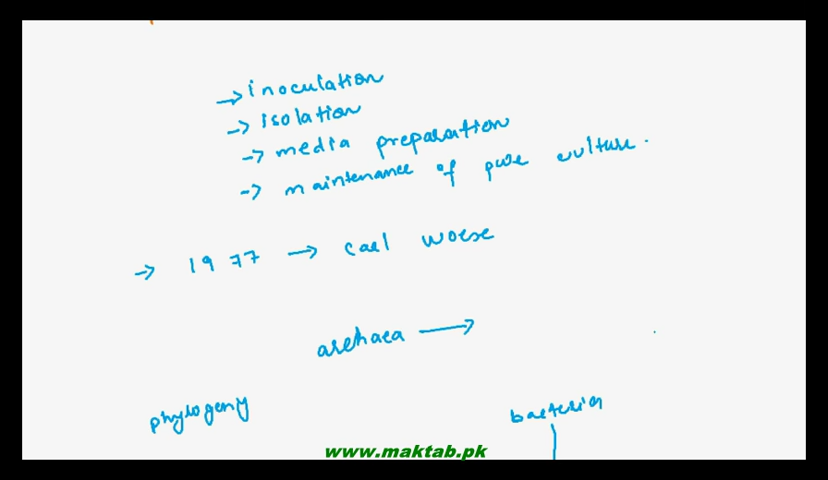 → inoculation
→ isolation
→ media preparation
→ maintenance of pure culture.
→ 1977 → Carl Woese
archaea →
phylogeny
bacteria
www.maktab.pk